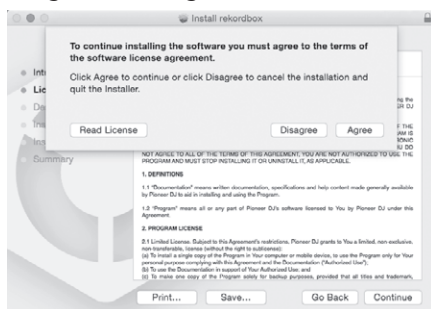 Install rekordbox
To continue installing the software you must agree to the terms of
the software license agreement.
Click Agree to continue or click Disagree to cancel the installation and
quit the Installer.
Read License
Disagree
Agree
Int
Lic
De
Ins
Ins
Summary
NOT AGREE TO ALL OF THE TERMS OF THIS AGREEMENT, YOU ARE NOT AUTHORIZED TO USE THE
PROGRAM AND MUST STOP INSTALLING IT OR UNINSTALL IT, AS APPLICABLE.
1. DEFINITIONS
1.1 "Documentation" means written documentation, specifications and help content made generally available
by Pioneer DJ to aid in installing and using the Program.
1.2 "Program" means all or any part of Pioneer DJ's software licensed to You by Pioneer DJ under this
Agreement.
2. PROGRAM LICENSE
2.1 Limited License. Subject to this Agreement's restrictions, Pioneer DJ grants to You a limited, non-exclusive,
non-transferable, license (without the right to sublicense):
(a) To install a single copy of the Program in Your computer or mobile device, to use the Program only for Your
personal purpose complying with this Agreement and the Documentation ("Authorized Use");
(b) To use the Documentation in support of Your Authorized Use; and
(c) To make one copy of the Program solely for backup purposes, provided that all titles and trademark,
Print...
Save...
Go Back
Continue